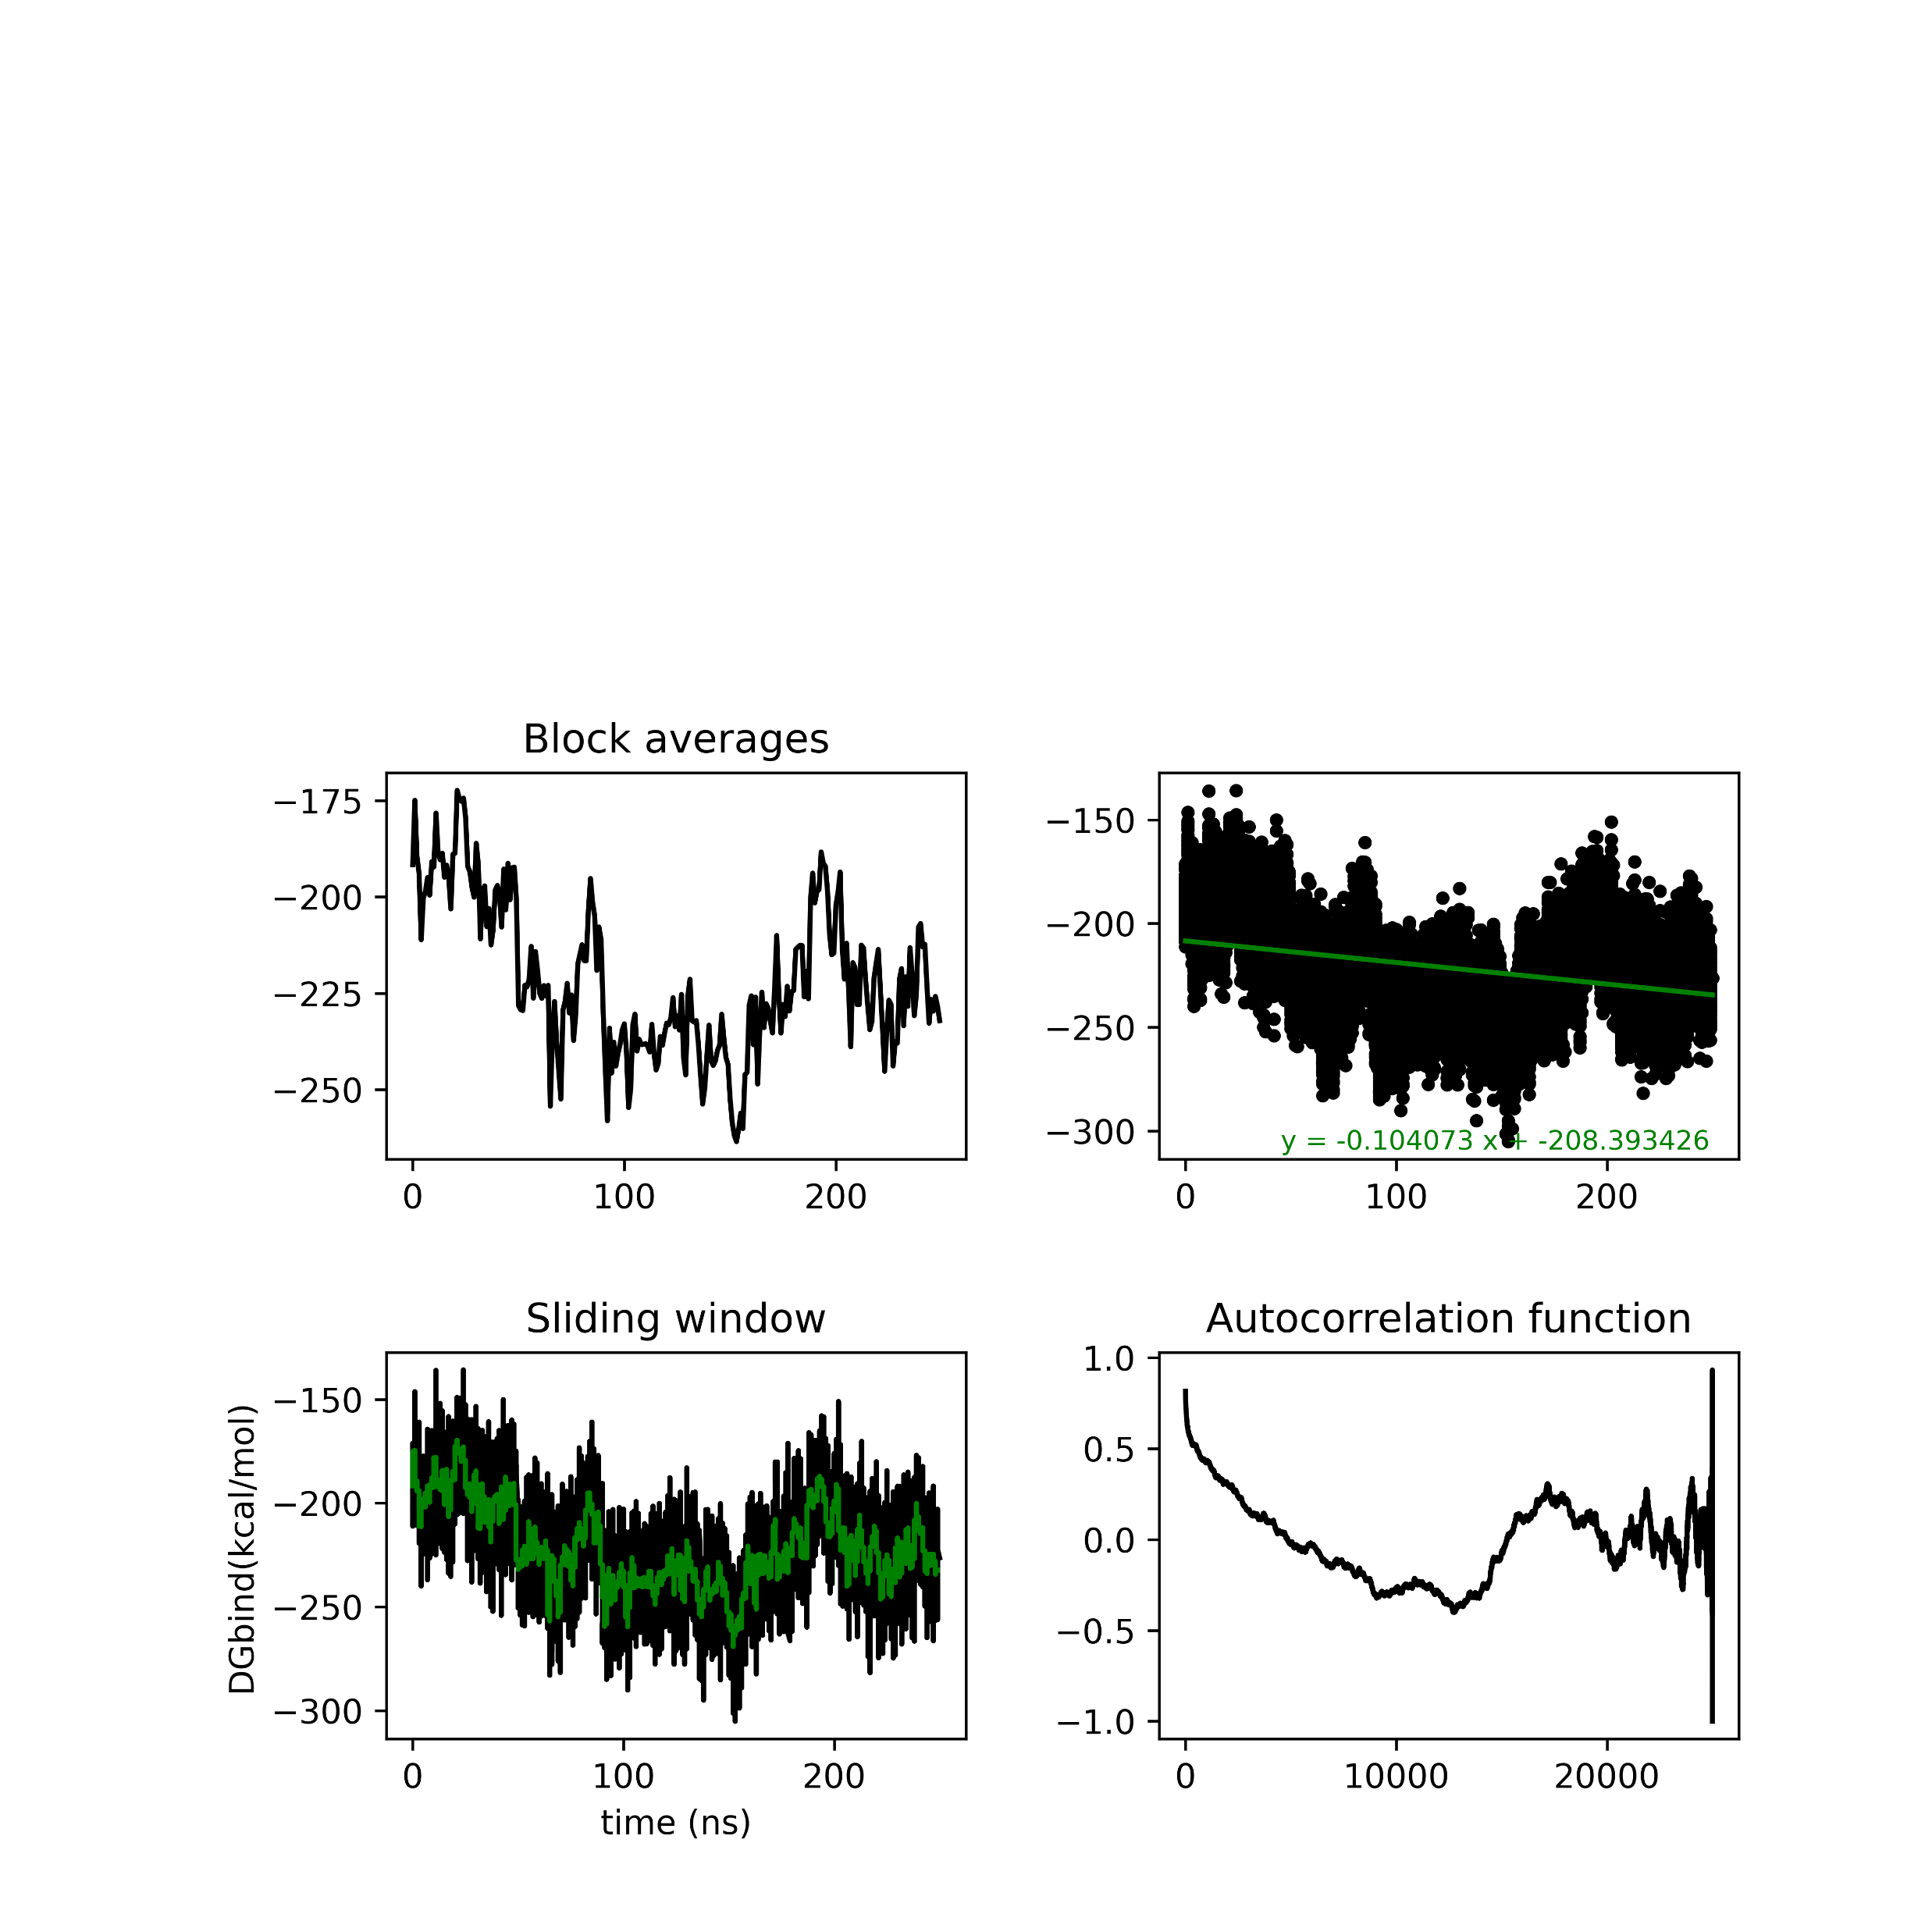 Block averages
−175
−200
−225
−250
0 100 200
−150
−200
−250
−300
y = -0.104073 x + -208.393426
0 100 200
Sliding window
DGbind(kcal/mol)
−150
−200
−250
−300
0 100 200
time (ns)
Autocorrelation function
1.0
0.5
0.0
−0.5
−1.0
0 10000 20000